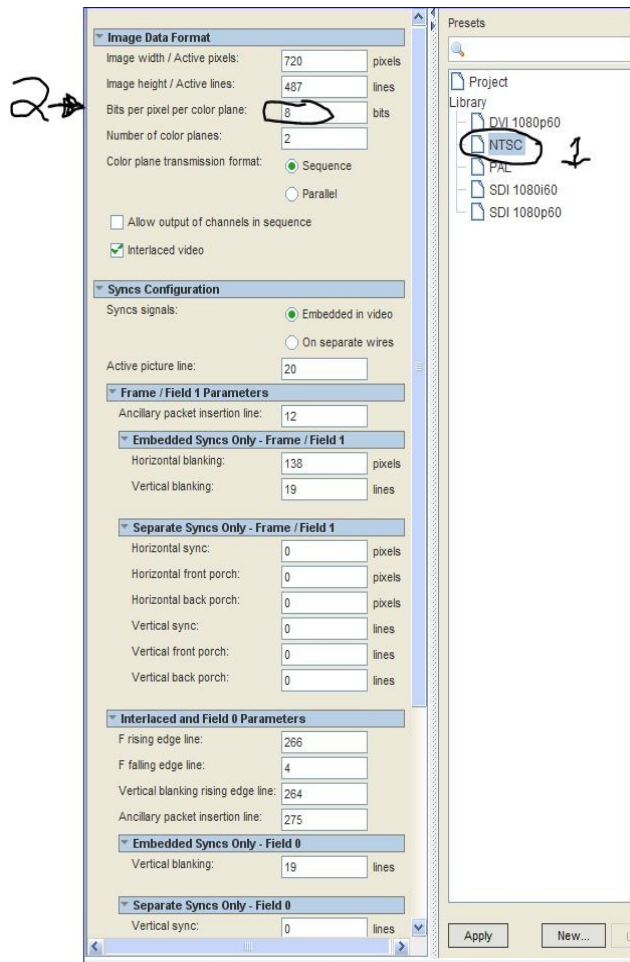 Image Data Format
Image width / Active pixels: 720 pixels
Image height / Active lines: 487 lines
2
Bits per pixel per color plane: 8 bits
Number of color planes: 2
Color plane transmission format: Sequence
Parallel
Allow output of channels in sequence
Interlaced video
Syncs Configuration
Syncs signals: Embedded in video
On separate wires
Active picture line: 20
Frame / Field 1 Parameters
Ancillary packet insertion line: 12
Embedded Syncs Only - Frame / Field 1
Horizontal blanking: 138 pixels
Vertical blanking: 19 lines
Separate Syncs Only - Frame / Field 1
Horizontal sync: 0 pixels
Horizontal front porch: 0 pixels
Horizontal back porch: 0 pixels
Vertical sync: 0 lines
Vertical front porch: 0 lines
Vertical back porch: 0 lines
Interlaced and Field 0 Parameters
F rising edge line: 266
F falling edge line: 4
Vertical blanking rising edge line: 264
Ancillary packet insertion line: 275
Embedded Syncs Only - Field 0
Vertical blanking: 19 lines
Separate Syncs Only - Field 0
Vertical sync: 0 lines
Presets
Project
Library
DVI 1080p60
NTSC
1
PAL
SDI 1080i60
SDI 1080p60
Apply New...